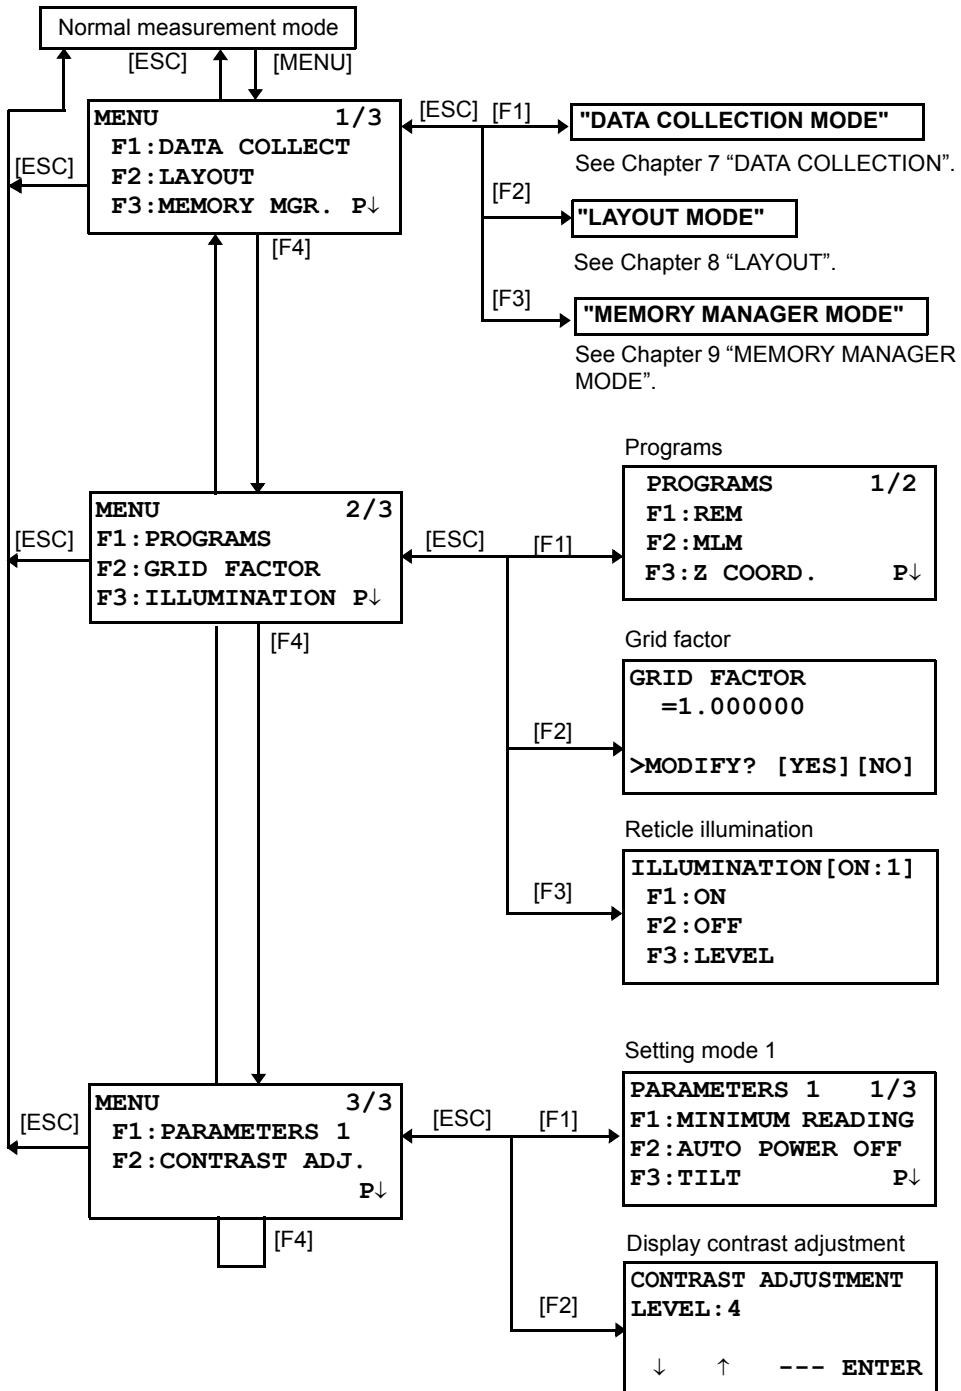 Normal measurement mode
[ESC] [MENU]
MENU 1/3
F1:DATA COLLECT
F2:LAYOUT
F3:MEMORY MGR. P↓
[ESC]
[ESC] [F1]
"DATA COLLECTION MODE"
See Chapter 7 “DATA COLLECTION”.
[F2]
"LAYOUT MODE"
See Chapter 8 “LAYOUT”.
[F3]
"MEMORY MANAGER MODE"
See Chapter 9 “MEMORY MANAGER
MODE”.
[F4]
MENU 2/3
F1:PROGRAMS
F2:GRID FACTOR
F3:ILLUMINATION P↓
[ESC]
[ESC]
[F1]
Programs
PROGRAMS 1/2
F1:REM
F2:MLM
F3:Z COORD. P↓
[F4]
[F2]
Grid factor
GRID FACTOR
=1.000000
>MODIFY? [YES][NO]
[F3]
Reticle illumination
ILLUMINATION[ON:1]
F1:ON
F2:OFF
F3:LEVEL
MENU 3/3
F1:PARAMETERS 1
F2:CONTRAST ADJ.
P↓
[ESC]
[ESC]
[F1]
Setting mode 1
PARAMETERS 1 1/3
F1:MINIMUM READING
F2:AUTO POWER OFF
F3:TILT P↓
[F4]
[F2]
Display contrast adjustment
CONTRAST ADJUSTMENT
LEVEL:4
↓ ↑ --- ENTER